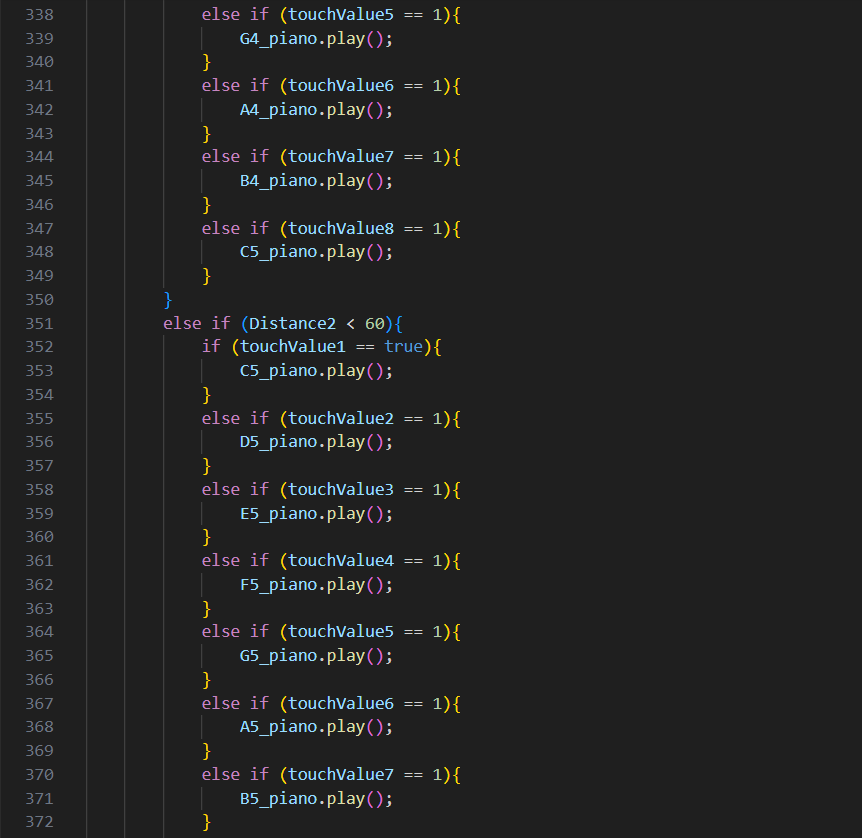 338 else if (touchValue5 == 1){
339 G4_piano.play();
340 }
341 else if (touchValue6 == 1){
342 A4_piano.play();
343 }
344 else if (touchValue7 == 1){
345 B4_piano.play();
346 }
347 else if (touchValue8 == 1){
348 C5_piano.play();
349 }
350 }
351 else if (Distance2 < 60){
352 if (touchValue1 == true){
353 C5_piano.play();
354 }
355 else if (touchValue2 == 1){
356 D5_piano.play();
357 }
358 else if (touchValue3 == 1){
359 E5_piano.play();
360 }
361 else if (touchValue4 == 1){
362 F5_piano.play();
363 }
364 else if (touchValue5 == 1){
365 G5_piano.play();
366 }
367 else if (touchValue6 == 1){
368 A5_piano.play();
369 }
370 else if (touchValue7 == 1){
371 B5_piano.play();
372 }